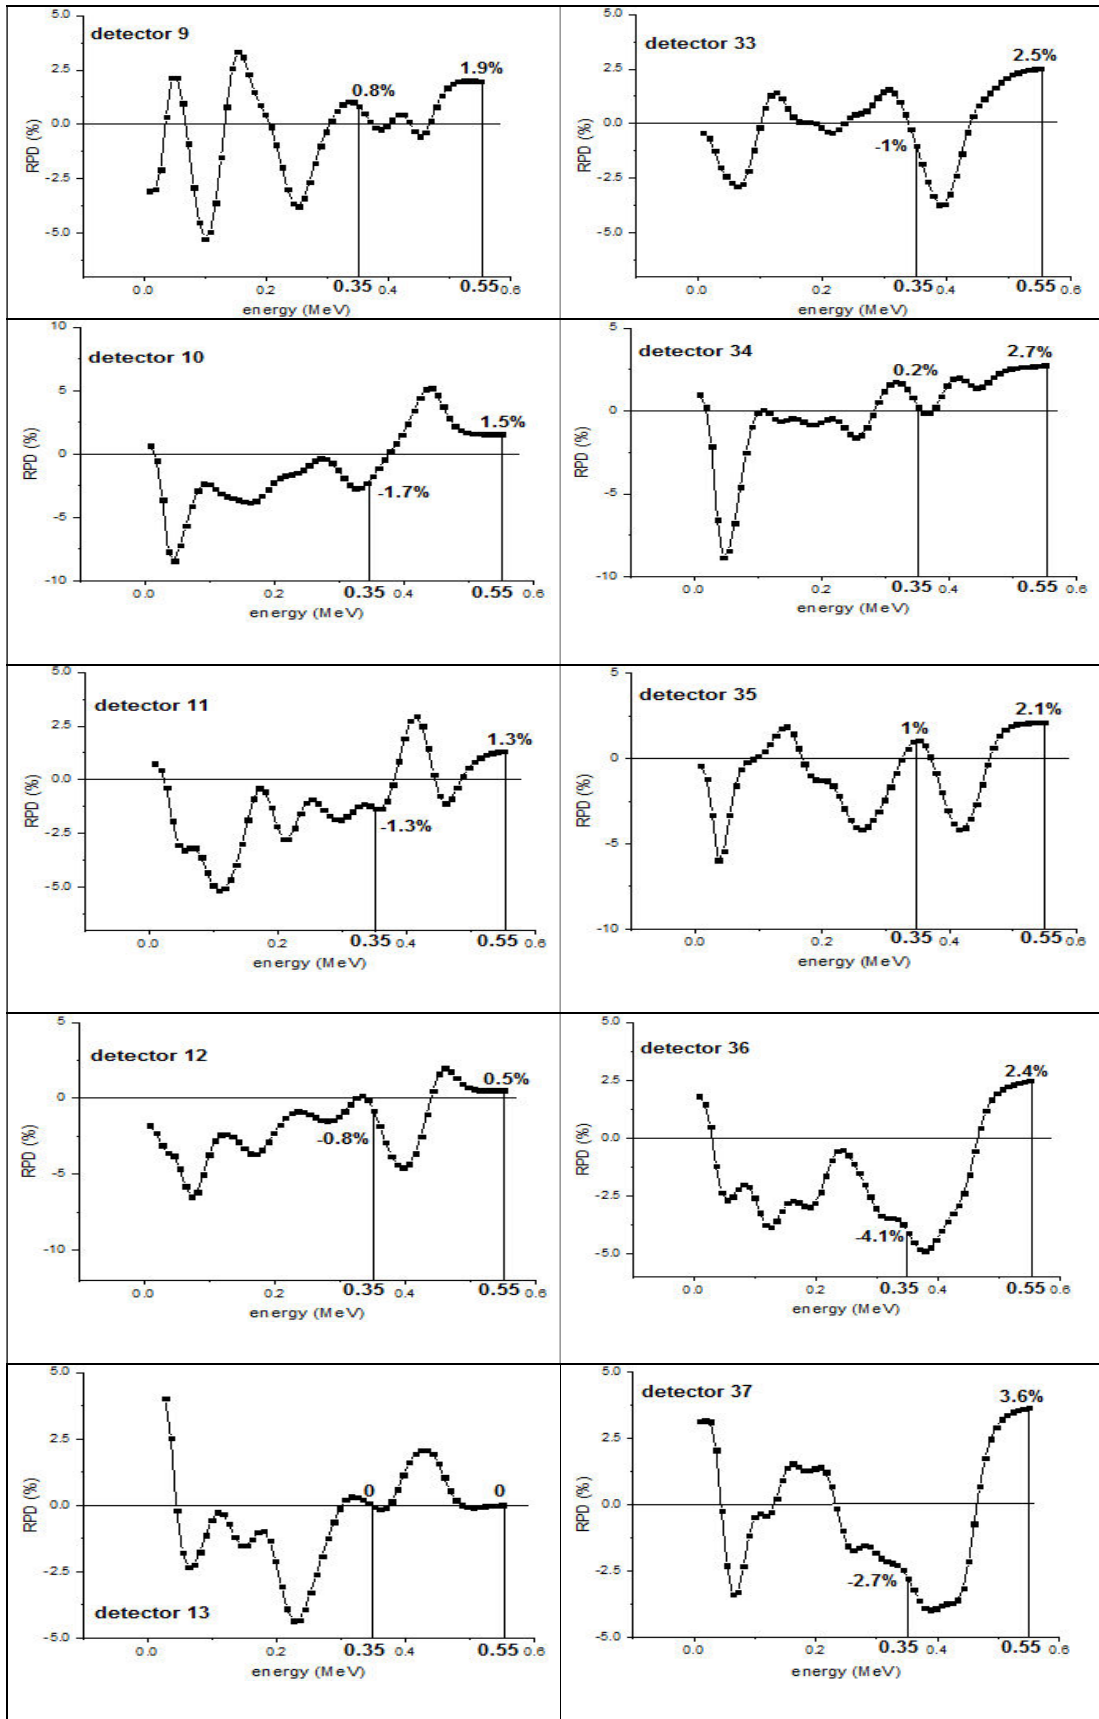 detector 9
5.0
2.5
0.0
-2.5
-5.0
RPD (%)
0.8%
1.9%
0.0 0.2 0.35 0.4 0.55 0.6
energy (MeV)
detector 33
5.0
2.5
0.0
-2.5
-5.0
RPD (%)
-1%
2.5%
0.0 0.2 0.35 0.4 0.55 0.6
energy (MeV)
detector 10
10
5
0
-5
-10
RPD (%)
-1.7%
1.5%
0.0 0.2 0.35 0.4 0.55 0.6
energy (MeV)
detector 34
5
0
-5
-10
RPD (%)
0.2%
2.7%
0.0 0.2 0.35 0.4 0.55 0.6
energy (MeV)
detector 11
5.0
2.5
0.0
-2.5
-5.0
RPD (%)
-1.3%
1.3%
0.0 0.2 0.35 0.4 0.55 0.6
energy (MeV)
detector 35
5
0
-5
-10
RPD (%)
1%
2.1%
0.0 0.2 0.35 0.4 0.55 0.6
energy (MeV)
detector 12
5
0
-5
-10
RPD (%)
-0.8%
0.5%
0.0 0.2 0.35 0.4 0.55 0.6
energy (MeV)
detector 36
5.0
2.5
0.0
-2.5
-5.0
RPD (%)
-4.1%
2.4%
0.0 0.2 0.35 0.4 0.55 0.6
energy (MeV)
detector 13
5.0
2.5
0.0
-2.5
-5.0
RPD (%)
0
0
0.0 0.2 0.35 0.4 0.55 0.6
energy (MeV)
detector 37
5.0
2.5
0.0
-2.5
-5.0
RPD (%)
-2.7%
3.6%
0.0 0.2 0.35 0.4 0.55 0.6
energy (MeV)